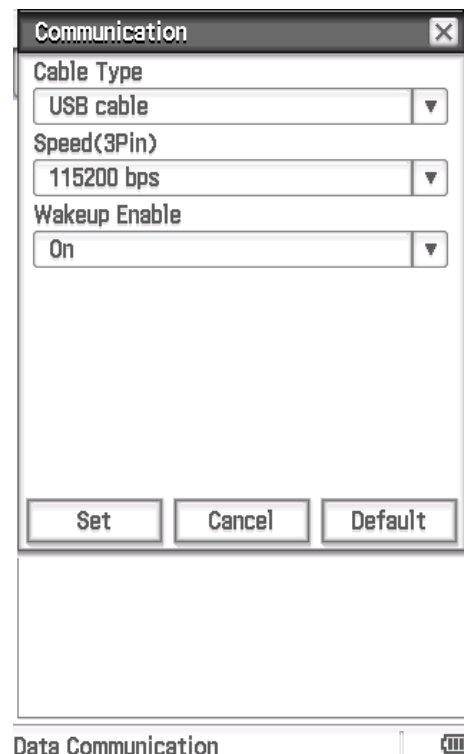 Communication
Cable Type
USB cable
Speed(3Pin)
115200 bps
Wakeup Enable
On
Set Cancel Default
Data Communication